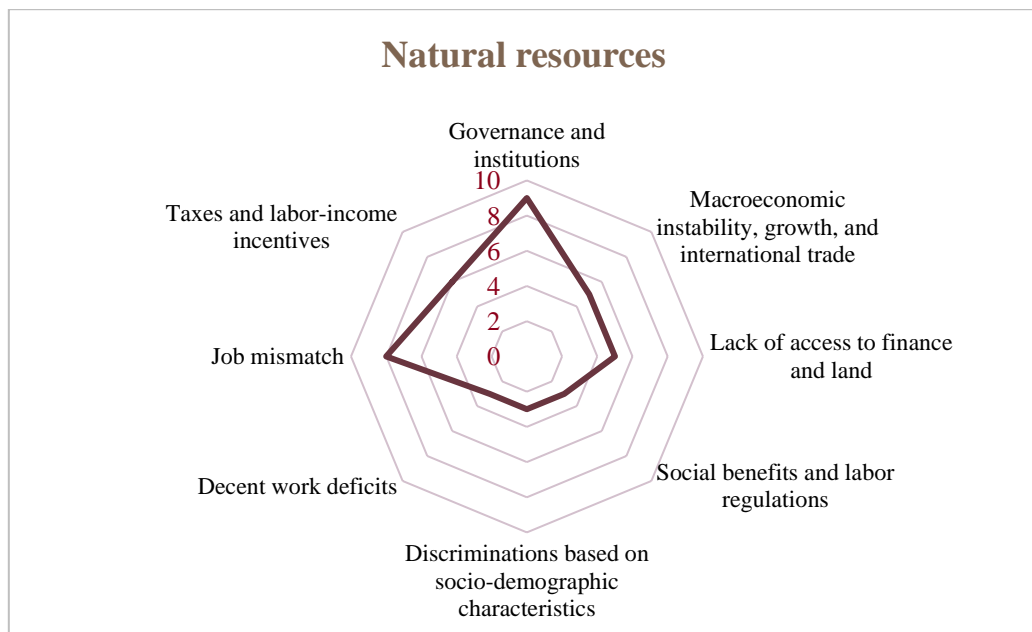 Natural resources
Governance and
institutions
Macroeconomic
instability, growth, and
international trade
Lack of access to finance
and land
Social benefits and labor
regulations
Discriminations based on
socio-demographic
characteristics
Decent work deficits
Job mismatch
Taxes and labor-income
incentives
10
8
6
4
2
0